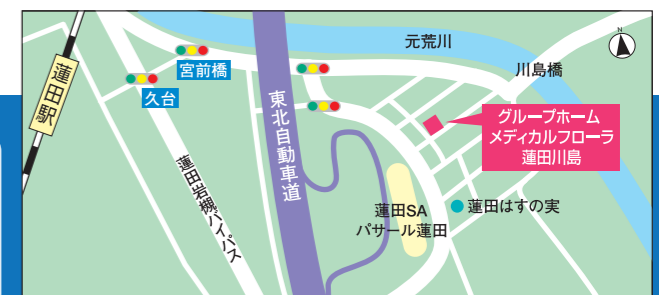 元荒川
N
宮前橋
川島橋
蓮田駅
久台
東北自動車道
グループホーム
メディカルフローラ
蓮田川島
蓮田岩槻バイパス
蓮田はすの実
蓮田SA
パサール蓮田